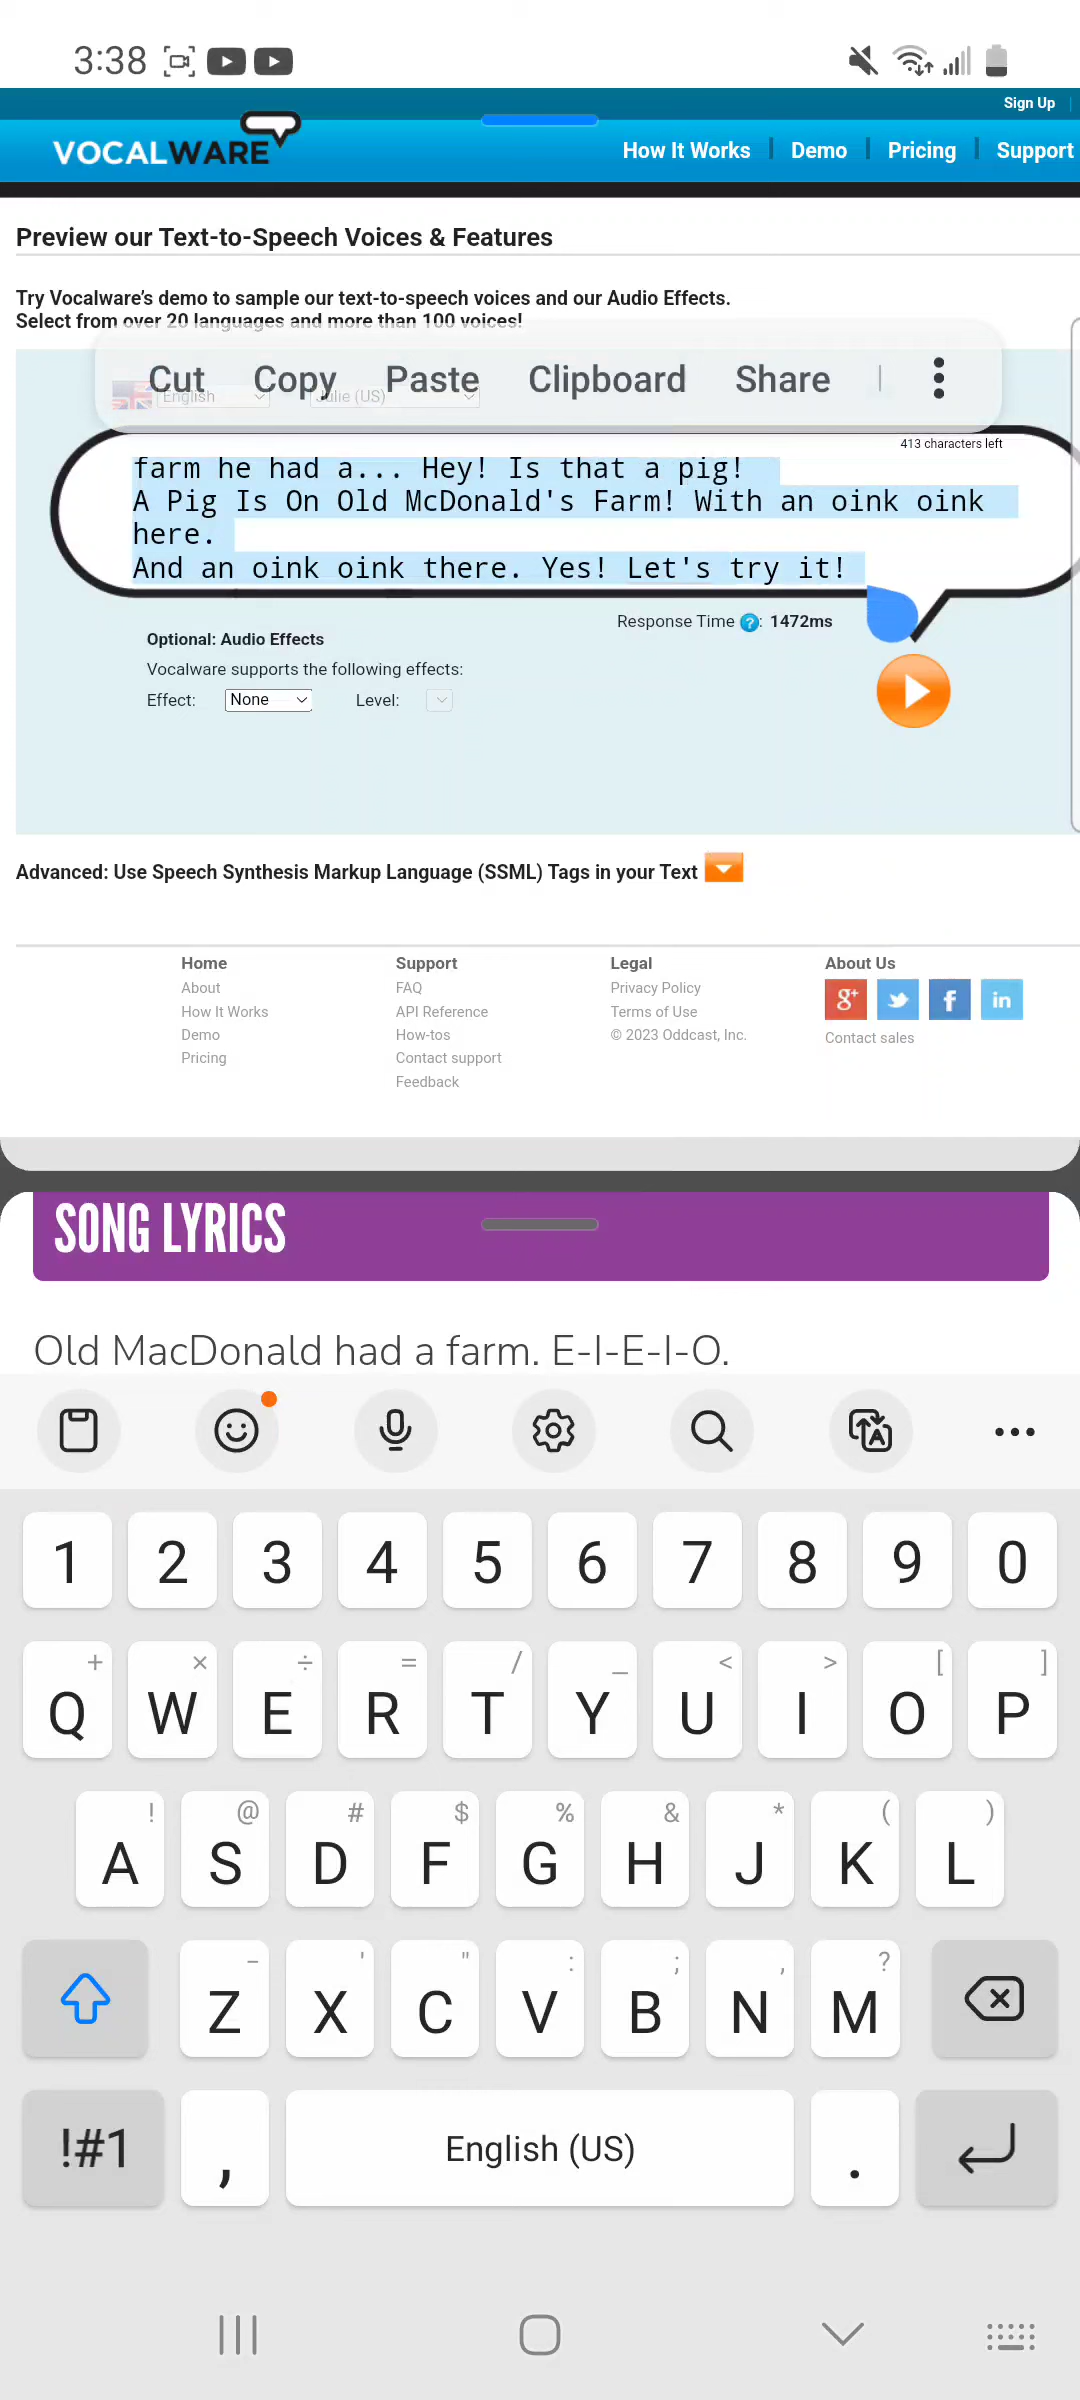 3:38
Sign Up
VOCALWARE
How It Works
Demo
Pricing
Support
Preview our Text-to-Speech Voices & Features
Try Vocalware's demo to sample our text-to-speech voices and our Audio Effects.
Select from over 20 languages and more than 100 voices!
Cut Copy Paste Clipboard Share
English
Julie (US)
413 characters left
farm he had a... Hey! Is that a pig!
A Pig Is On Old McDonald's Farm! With an oink oink
here.
And an oink oink there. Yes! Let's try it!
Response Time ?: 1472ms
Optional: Audio Effects
Vocalware supports the following effects:
Effect: None Level:
Advanced: Use Speech Synthesis Markup Language (SSML) Tags in your Text
Home Support Legal About Us
About FAQ Privacy Policy
g+ f in
How It Works API Reference Terms of Use
Demo How-tos © 2023 Oddcast, Inc.
Contact sales
Pricing Contact support
Feedback
SONG LYRICS
Old MacDonald had a farm. E-I-E-I-O.
A
1 2 3 4 5 6 7 8 9 0
+ × ÷ = / _ < > [ ]
Q W E R T Y U I O P
! @ # $ % & * ( )
A S D F G H J K L
- ' " : ; , ?
Z X C V B N M
!#1 , English (US) .